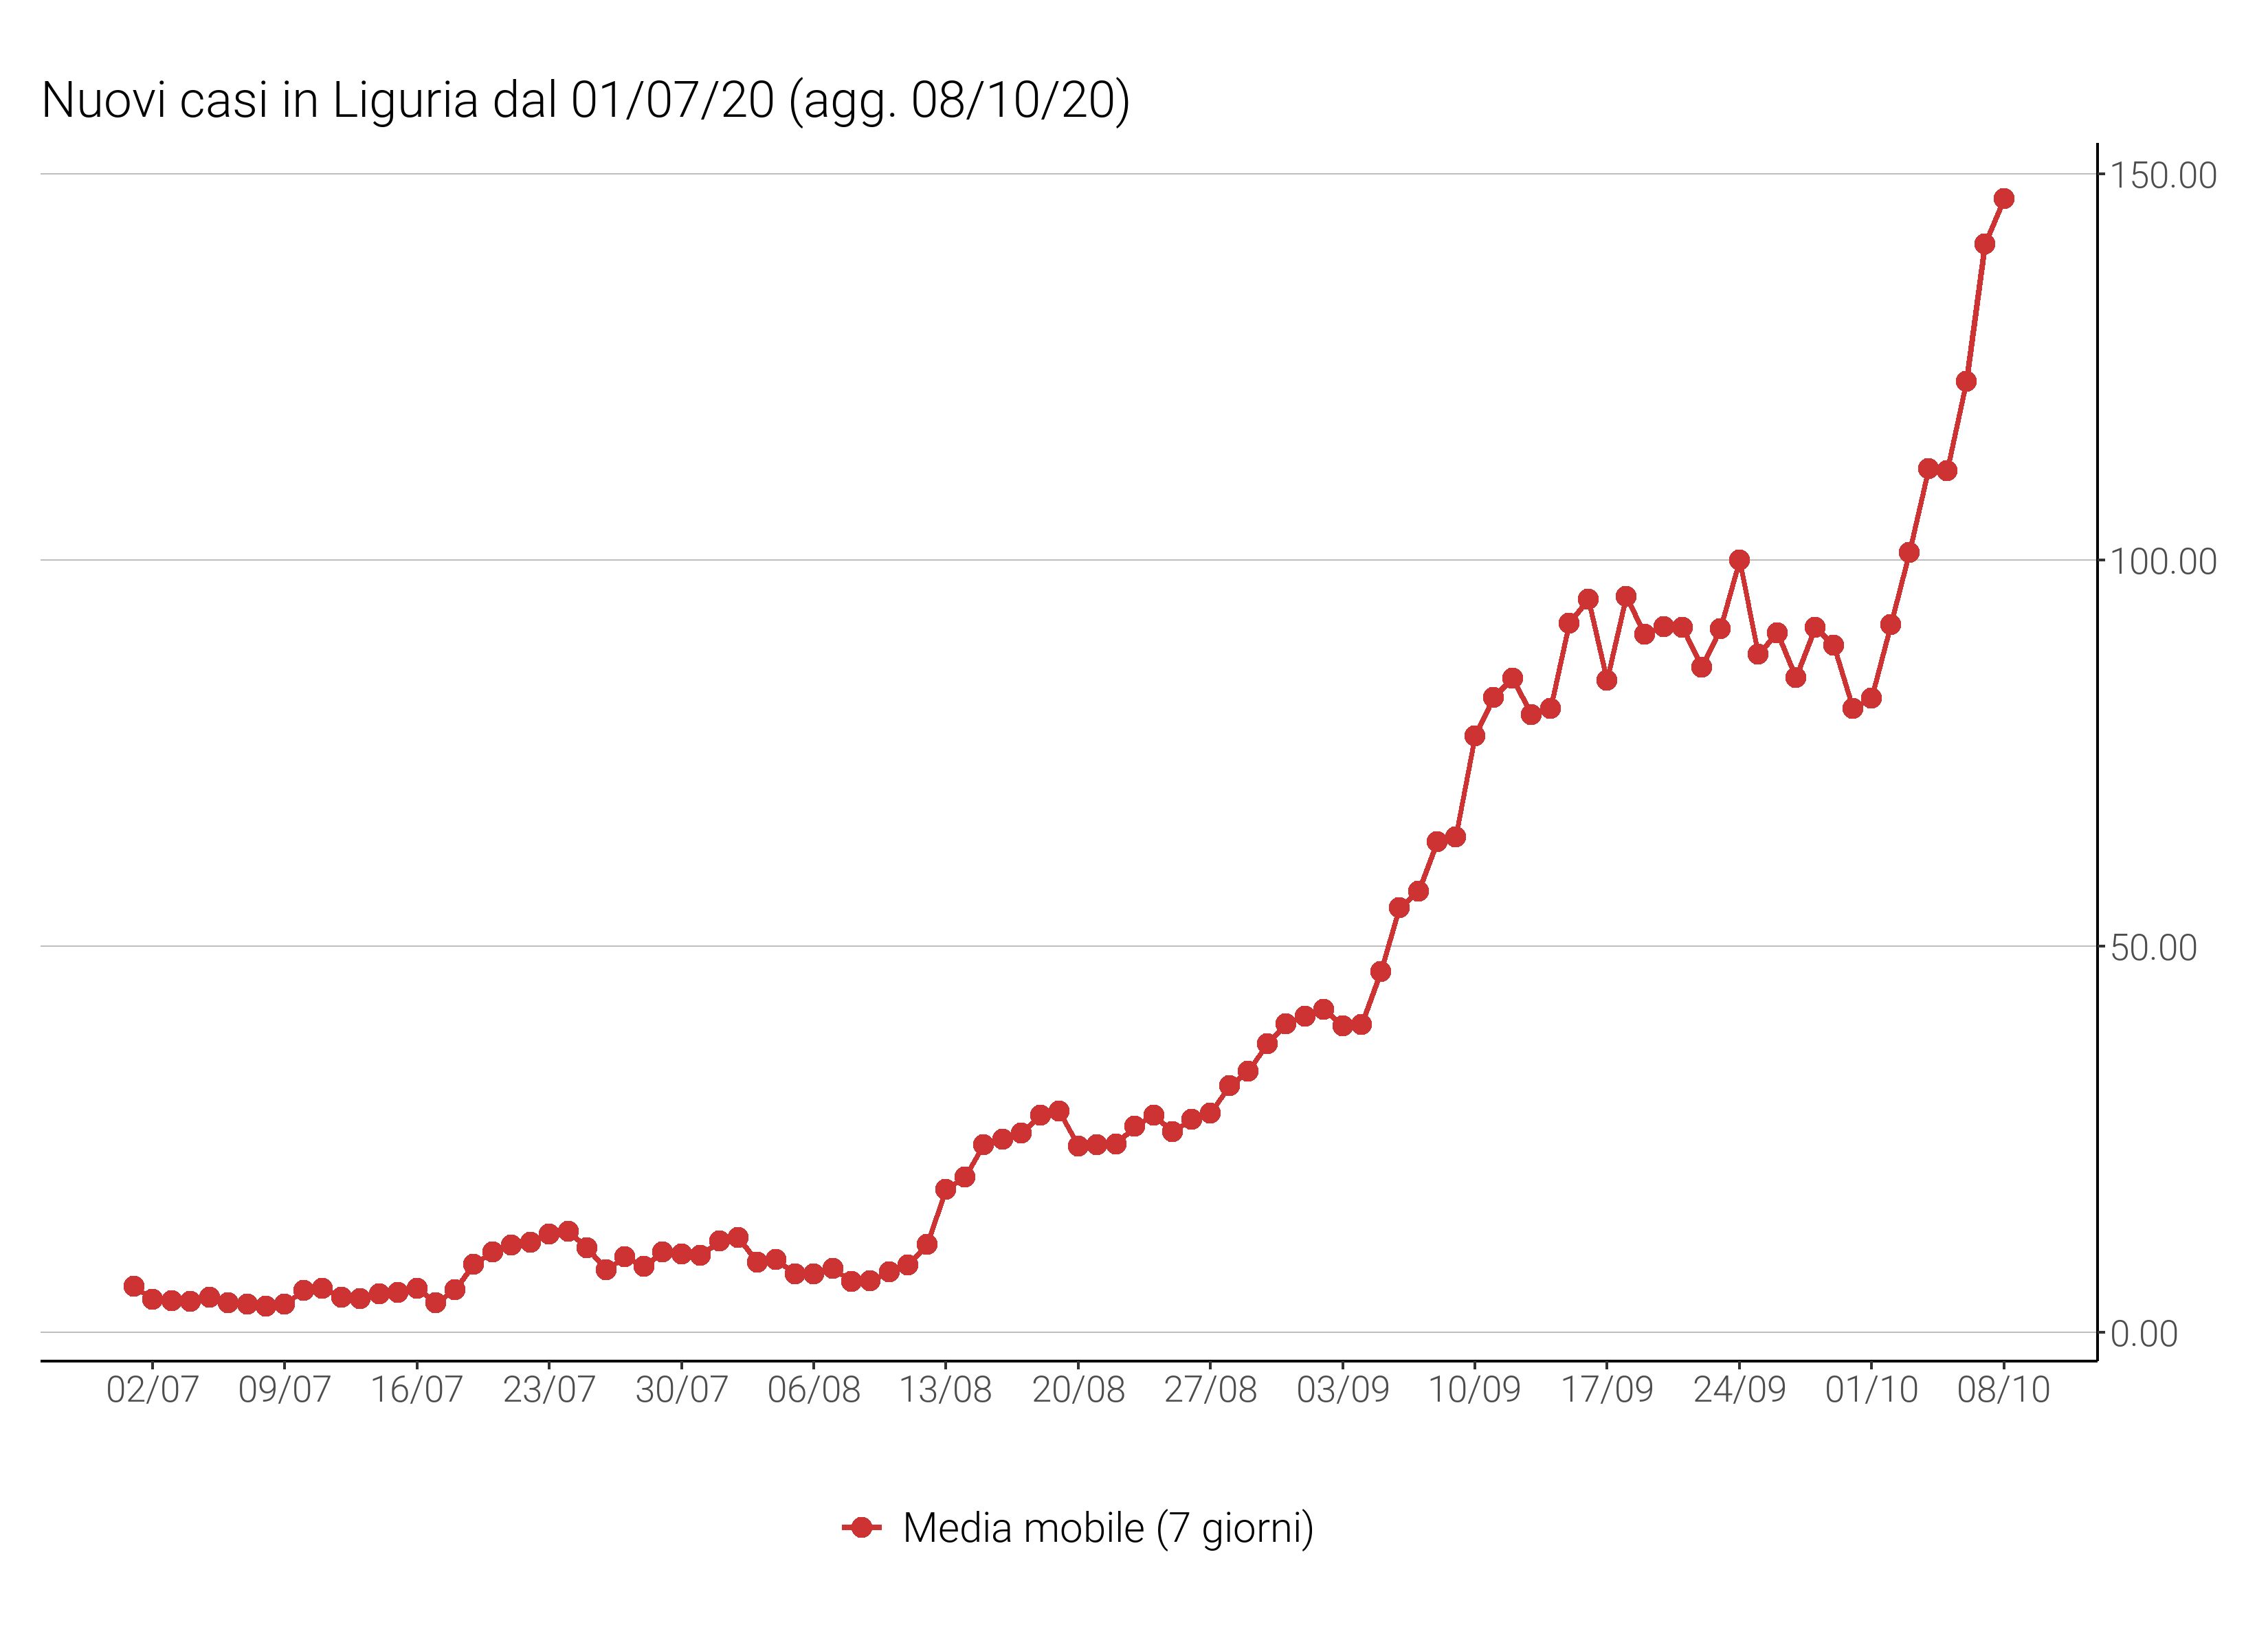 Nuovi casi in Liguria dal 01/07/20 (agg. 08/10/20)
150.00
100.00
50.00
0.00
02/07 09/07 16/07 23/07 30/07 06/08 13/08 20/08 27/08 03/09 10/09 17/09 24/09 01/10 08/10
Media mobile (7 giorni)